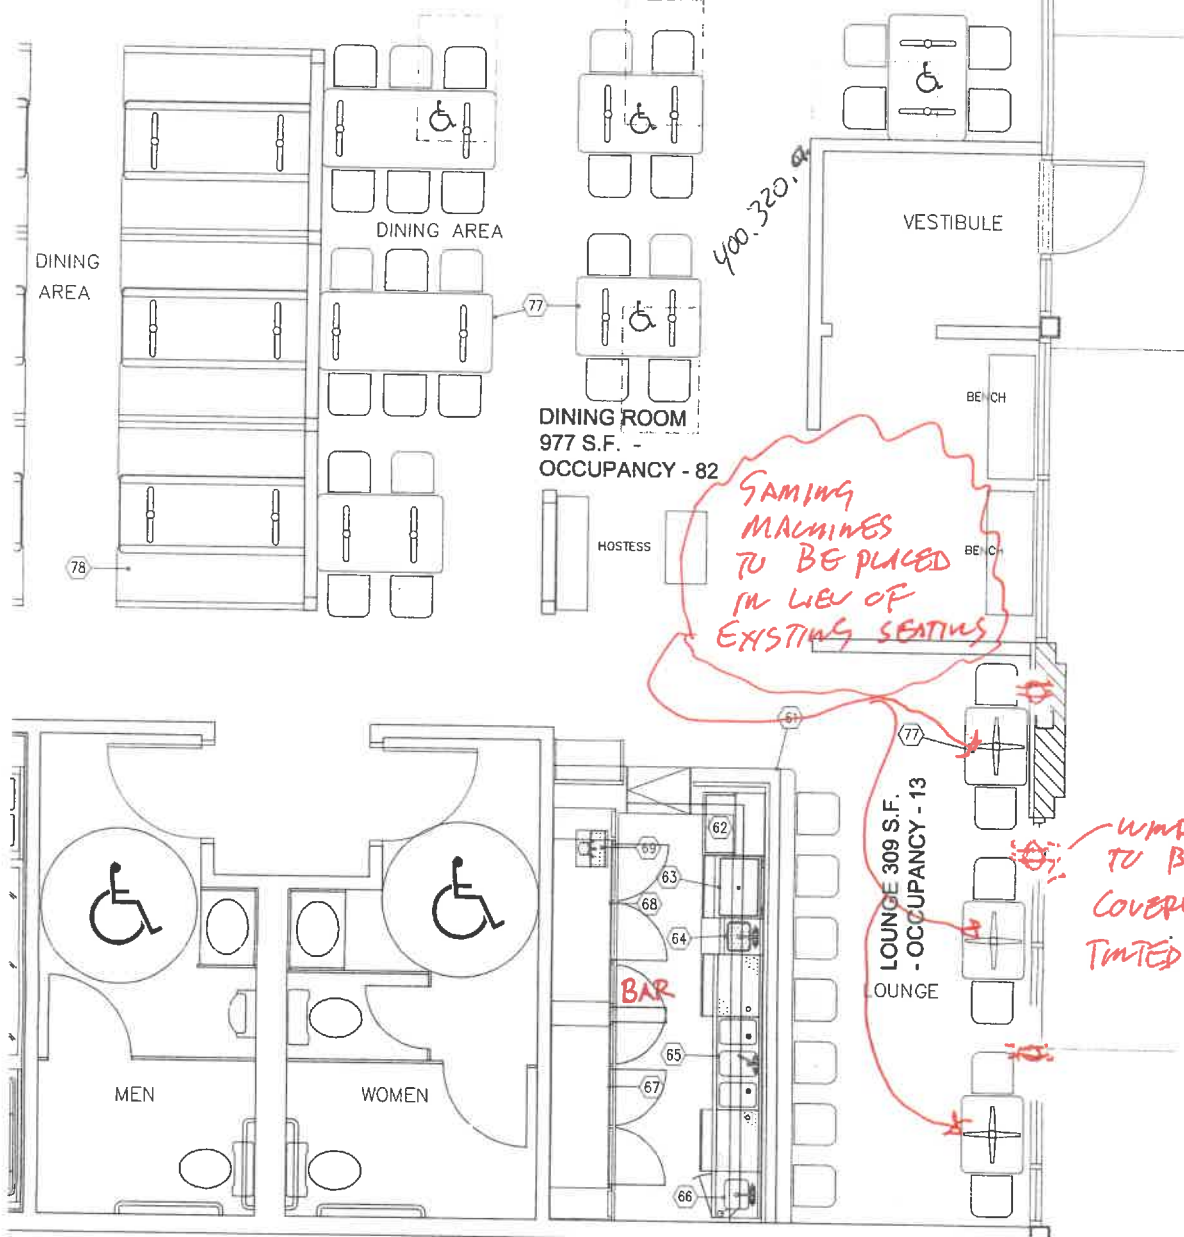 DINING AREA
VESTIBULE
400.320.
DINING
AREA
77
BENCH
DINING ROOM
977 S.F. -
OCCUPANCY - 82
GAMING
MACHINES
TO BE PLACED
IN LIEU OF
EXISTING SEATING
HOSTESS
BENCH
78
61
77
62
69
63
68
64
LOUNGE 309 S.F.
- OCCUPANCY - 13
TO B
COVER
TINTED
BAR
LOUNGE
65
67
MEN
WOMEN
66